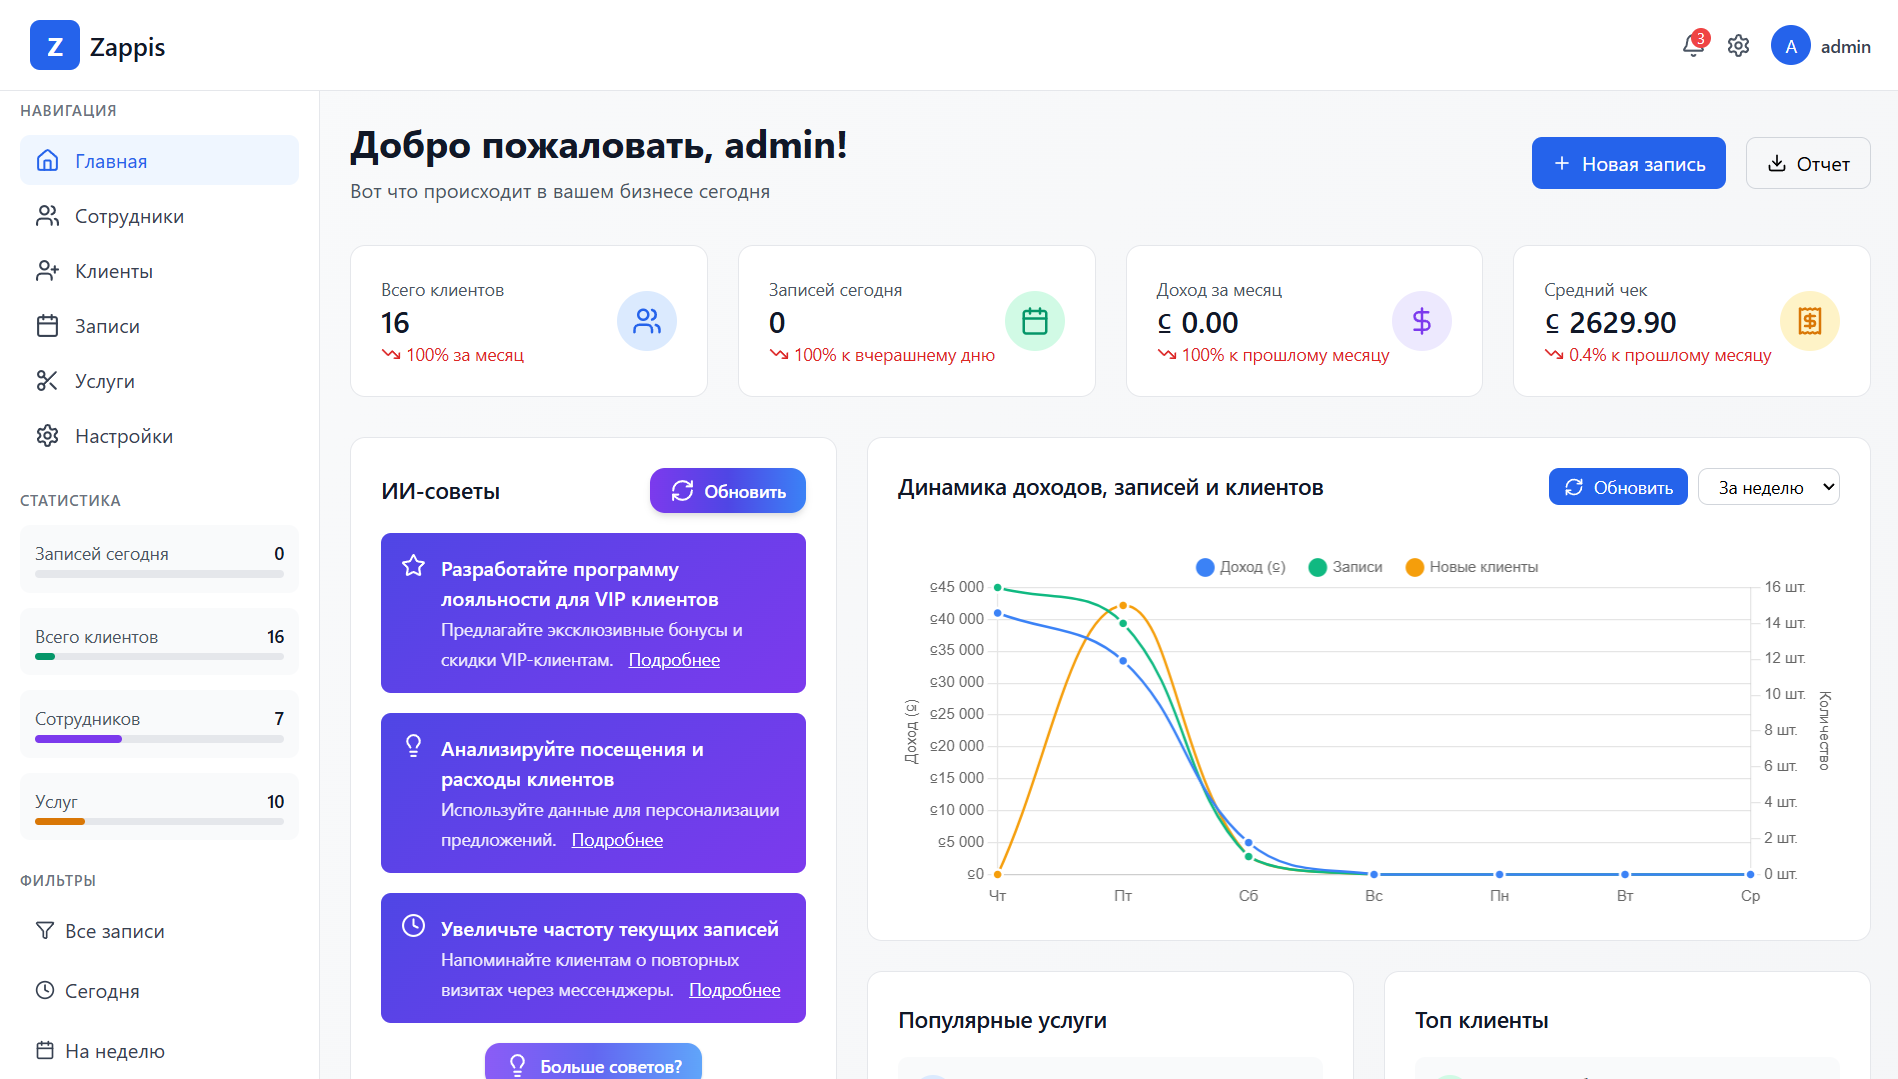 Z
Zappis
3
A
admin
НАВИГАЦИЯ
Главная
Сотрудники
Клиенты
Записи
Услуги
Настройки
СТАТИСТИКА
Записей сегодня 0
Всего клиентов 16
Сотрудников 7
Услуг 10
ФИЛЬТРЫ
Все записи
Сегодня
На неделю
Добро пожаловать, admin!
Вот что происходит в вашем бизнесе сегодня
Новая запись
Отчет
Всего клиентов
16
100% за месяц
Записей сегодня
0
100% к вчерашнему дню
Доход за месяц
⊆ 0.00
100% к прошлому месяцу
Средний чек
⊆ 2629.90
0.4% к прошлому месяцу
ИИ-советы
Обновить
Разработайте программу
лояльности для VIP клиентов
Предлагайте эксклюзивные бонусы и
скидки VIP-клиентам. Подробнее
Анализируйте посещения и
расходы клиентов
Используйте данные для персонализации
предложений. Подробнее
Увеличьте частоту текущих записей
Напоминайте клиентам о повторных
визитах через мессенджеры. Подробнее
Больше советов?
Динамика доходов, записей и клиентов
Обновить
За неделю
Доход (⊆)
Записи
Новые клиенты
⊆45 000
⊆40 000
⊆35 000
⊆30 000
⊆25 000
⊆20 000
⊆15 000
⊆10 000
⊆5 000
⊆0
Доход (⊆)
16 шт.
14 шт.
12 шт.
10 шт.
8 шт.
6 шт.
4 шт.
2 шт.
0 шт.
Количество
Чт Пт Сб Вс Пн Вт Ср
Популярные услуги
Топ клиенты